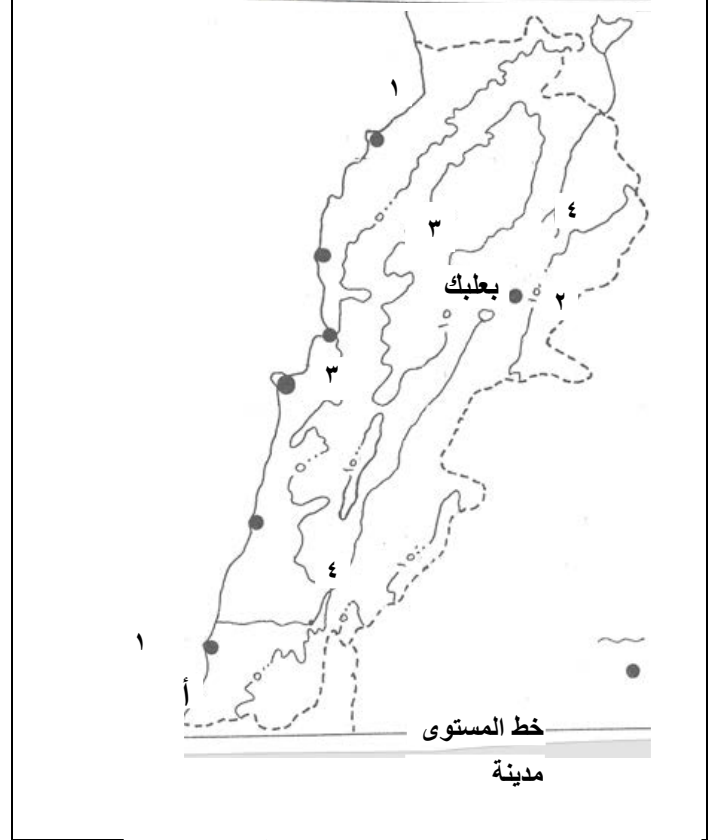 ١
٣
٤
بعلبك
٢
٣
٤
١
أ
خط المستوى
مدينة